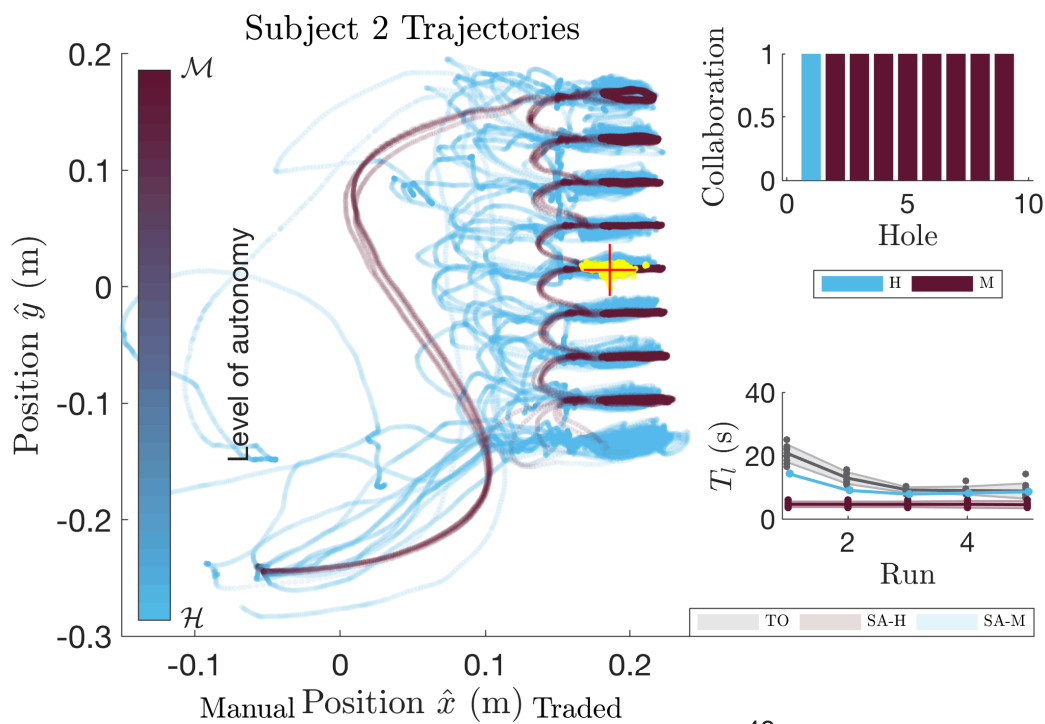 Subject 2 Trajectories
0.2
0.1
0
-0.1
-0.2
-0.3
Position ŷ (m)
ℳ
Level of autonomy
ℋ
-0.1
0
0.1
0.2
Manual Position x̂ (m) Traded
1
0.5
0
Collaboration
0
5
10
Hole
H
M
40
20
0
T_l (s)
2
4
Run
TO
SA-H
SA-M